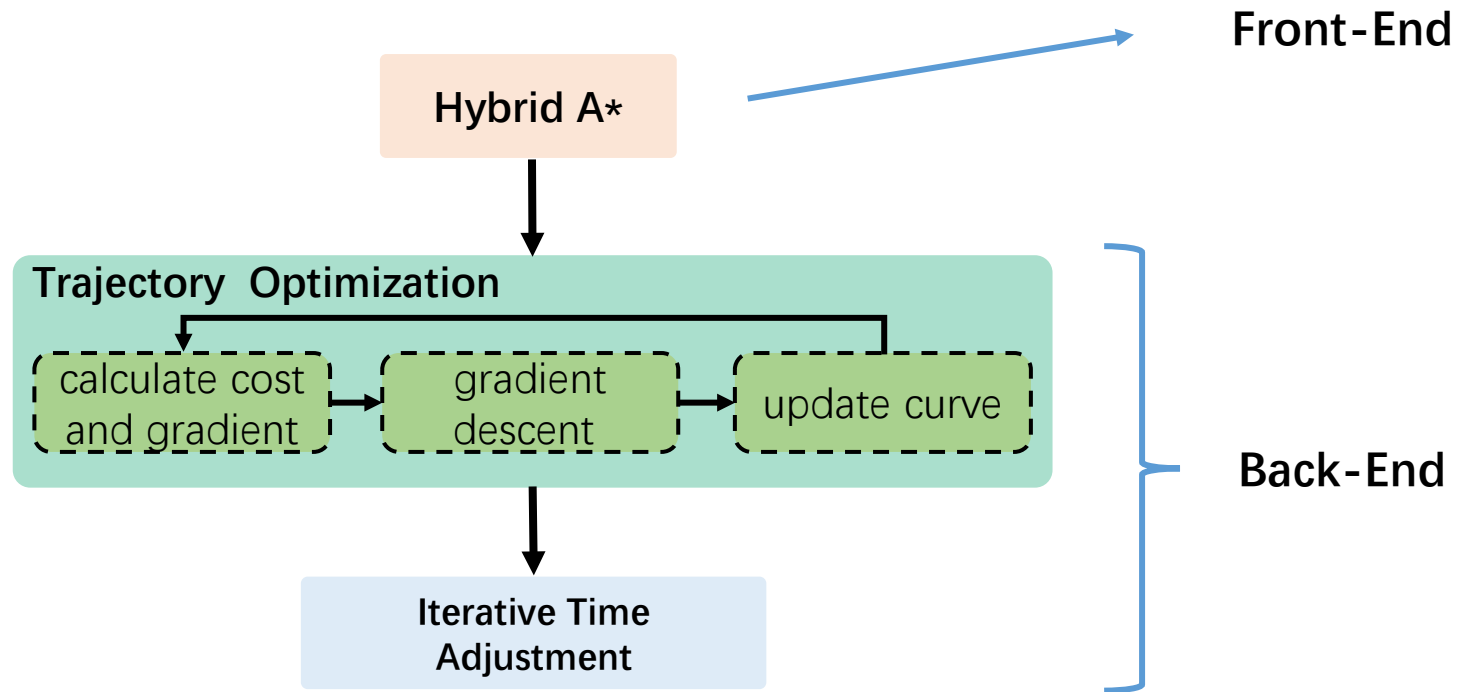 Front-End
Hybrid A*
Trajectory Optimization
calculate cost
and gradient
gradient
descent
update curve
Back-End
Iterative Time
Adjustment